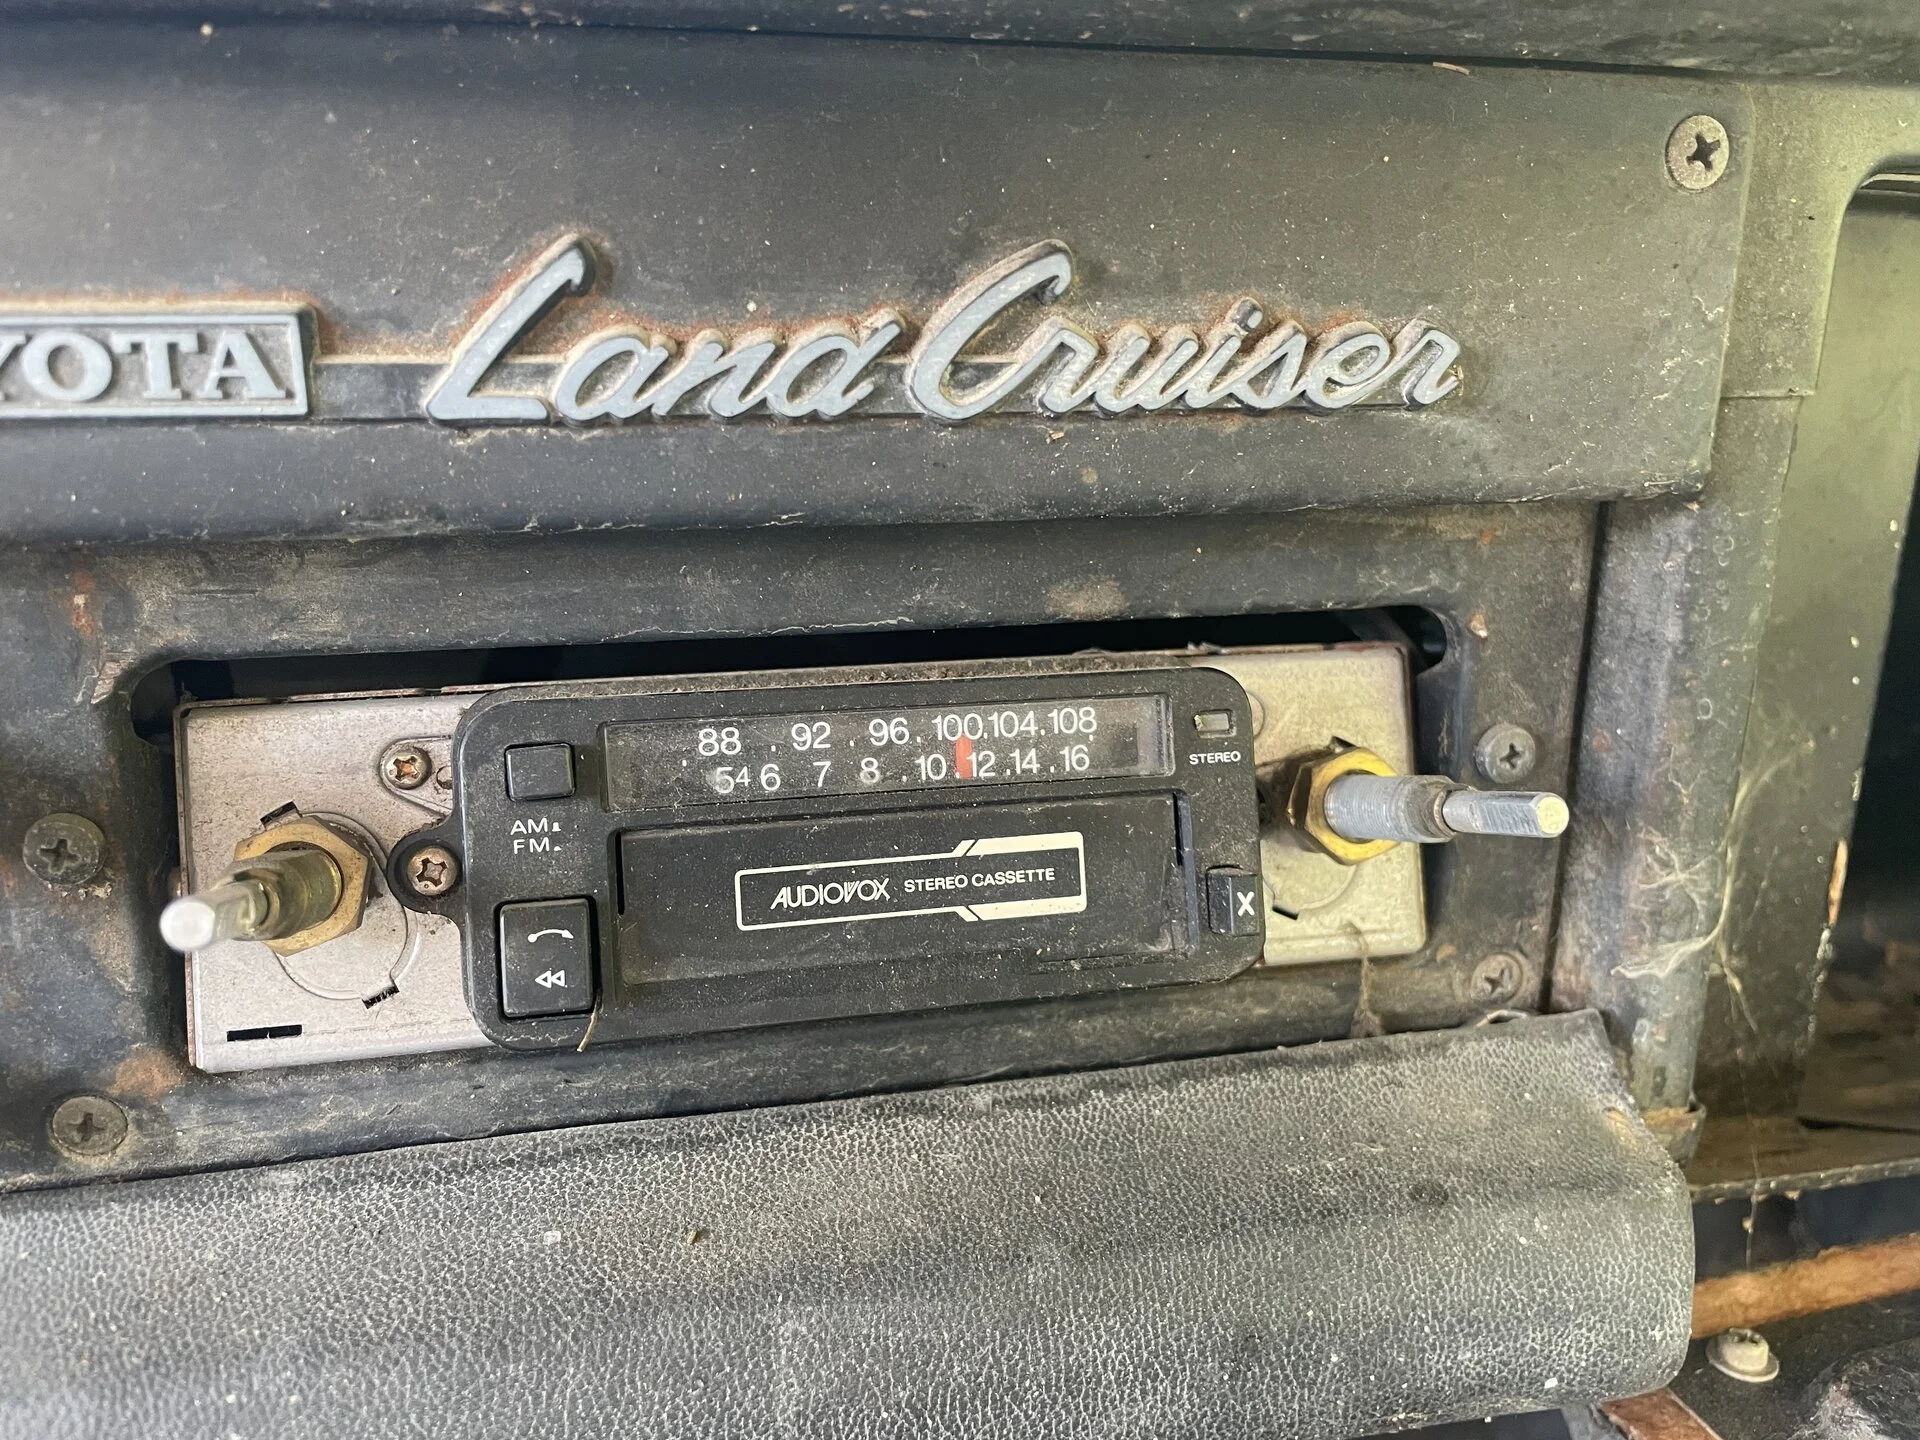 YOTA Land Cruiser
88 . 92 . 96 . 100.104.108
. 54 6 7 8 . 10 . 12 . 14 . 16
STEREO
AM
FM
AUDIOVOX STEREO CASSETTE
X